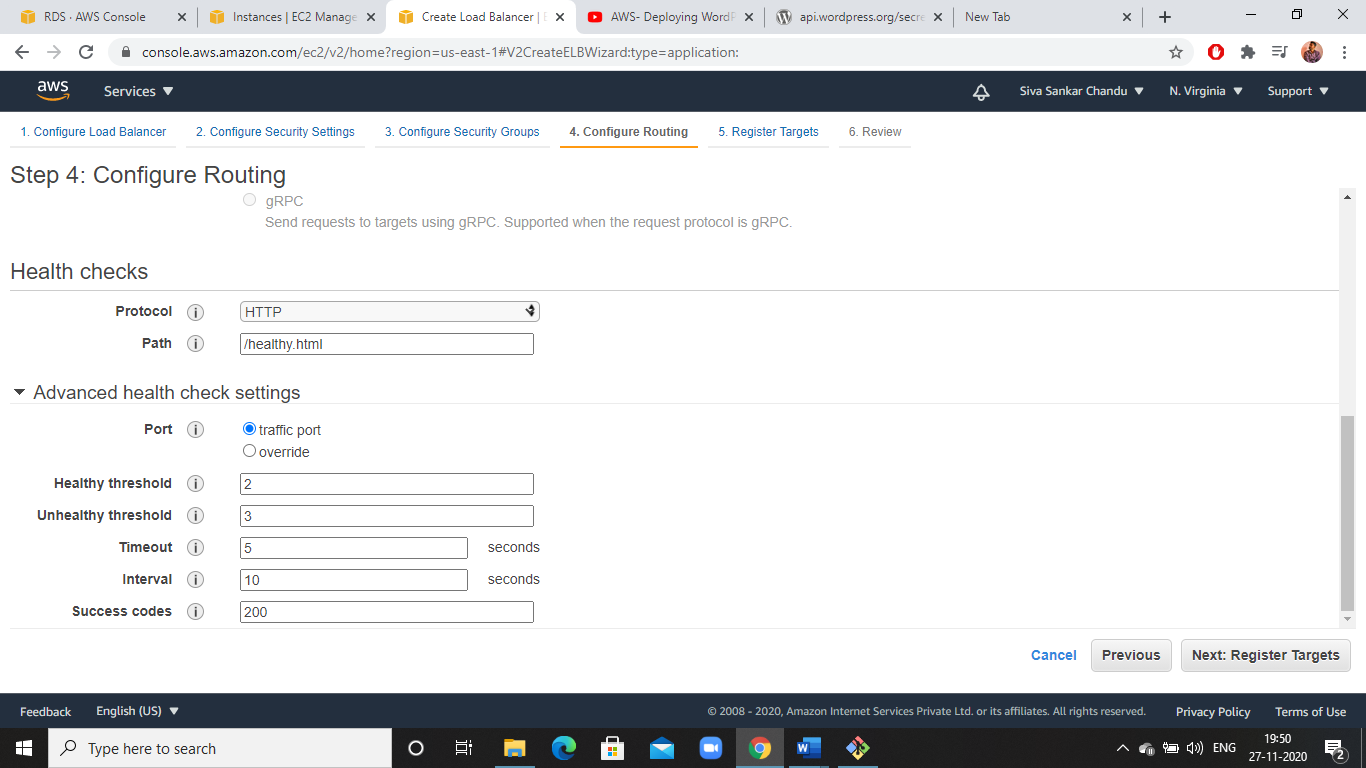 RDS · AWS Console
Instances | EC2 Manage
Create Load Balancer | E
AWS- Deploying WordP
api.wordpress.org/secre
New Tab
console.aws.amazon.com/ec2/v2/home?region=us-east-1#V2CreateELBWizard:type=application:
aws
Services
Siva Sankar Chandu
N. Virginia
Support
1. Configure Load Balancer
2. Configure Security Settings
3. Configure Security Groups
4. Configure Routing
5. Register Targets
6. Review
Step 4: Configure Routing
gRPC
Send requests to targets using gRPC. Supported when the request protocol is gRPC.
Health checks
Protocol
HTTP
Path
/healthy.html
Advanced health check settings
Port
traffic port
override
Healthy threshold
2
Unhealthy threshold
3
Timeout
5
seconds
Interval
10
seconds
Success codes
200
Cancel
Previous
Next: Register Targets
Feedback
English (US)
© 2008 - 2020, Amazon Internet Services Private Ltd. or its affiliates. All rights reserved.
Privacy Policy
Terms of Use
Type here to search
ENG
19:50
27-11-2020
2